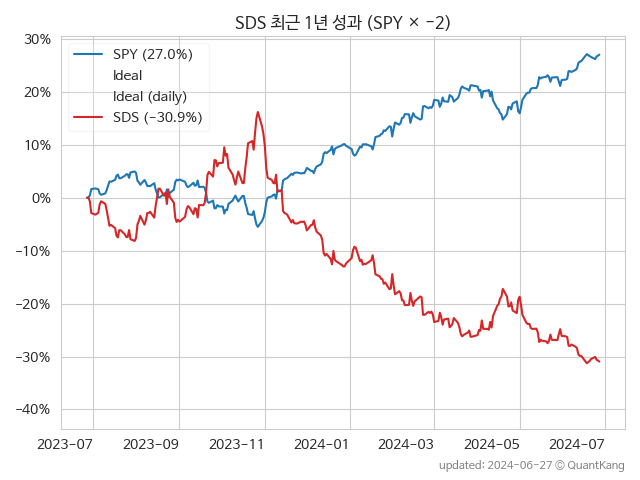 SDS 최근 1년 성과 (SPY × −2)
30%
20%
10%
0%
−10%
−20%
−30%
−40%
SPY (27.0%)
Ideal
Ideal (daily)
SDS (−30.9%)
2023-07 2023-09 2023-11 2024-01 2024-03 2024-05 2024-07
updated: 2024-06-27 © QuantKang